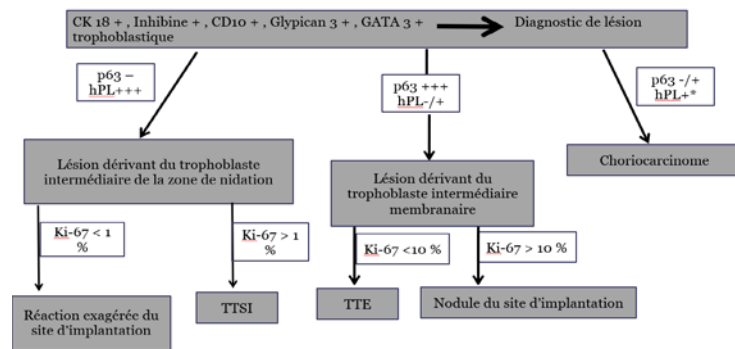 CK 18 + , Inhibine +, CD10 +, Glypican 3 +, GATA 3 +
trophoblastique
Diagnostic de lésion
p63 –
hPL+++
p63 +++
hPL-/+
p63 -/+
hPL+*
Lésion dérivant du trophoblaste
intermédiaire de la zone de nidation
Lésion dérivant du
trophoblaste intermédiaire
membranaire
Choriocarcinome
Ki-67 < 1
%
Ki-67 > 1
%
Ki-67 <10 %
Ki-67 > 10 %
Réaction exagérée du
site d'implantation
TTSI
TTE
Nodule du site d'implantation